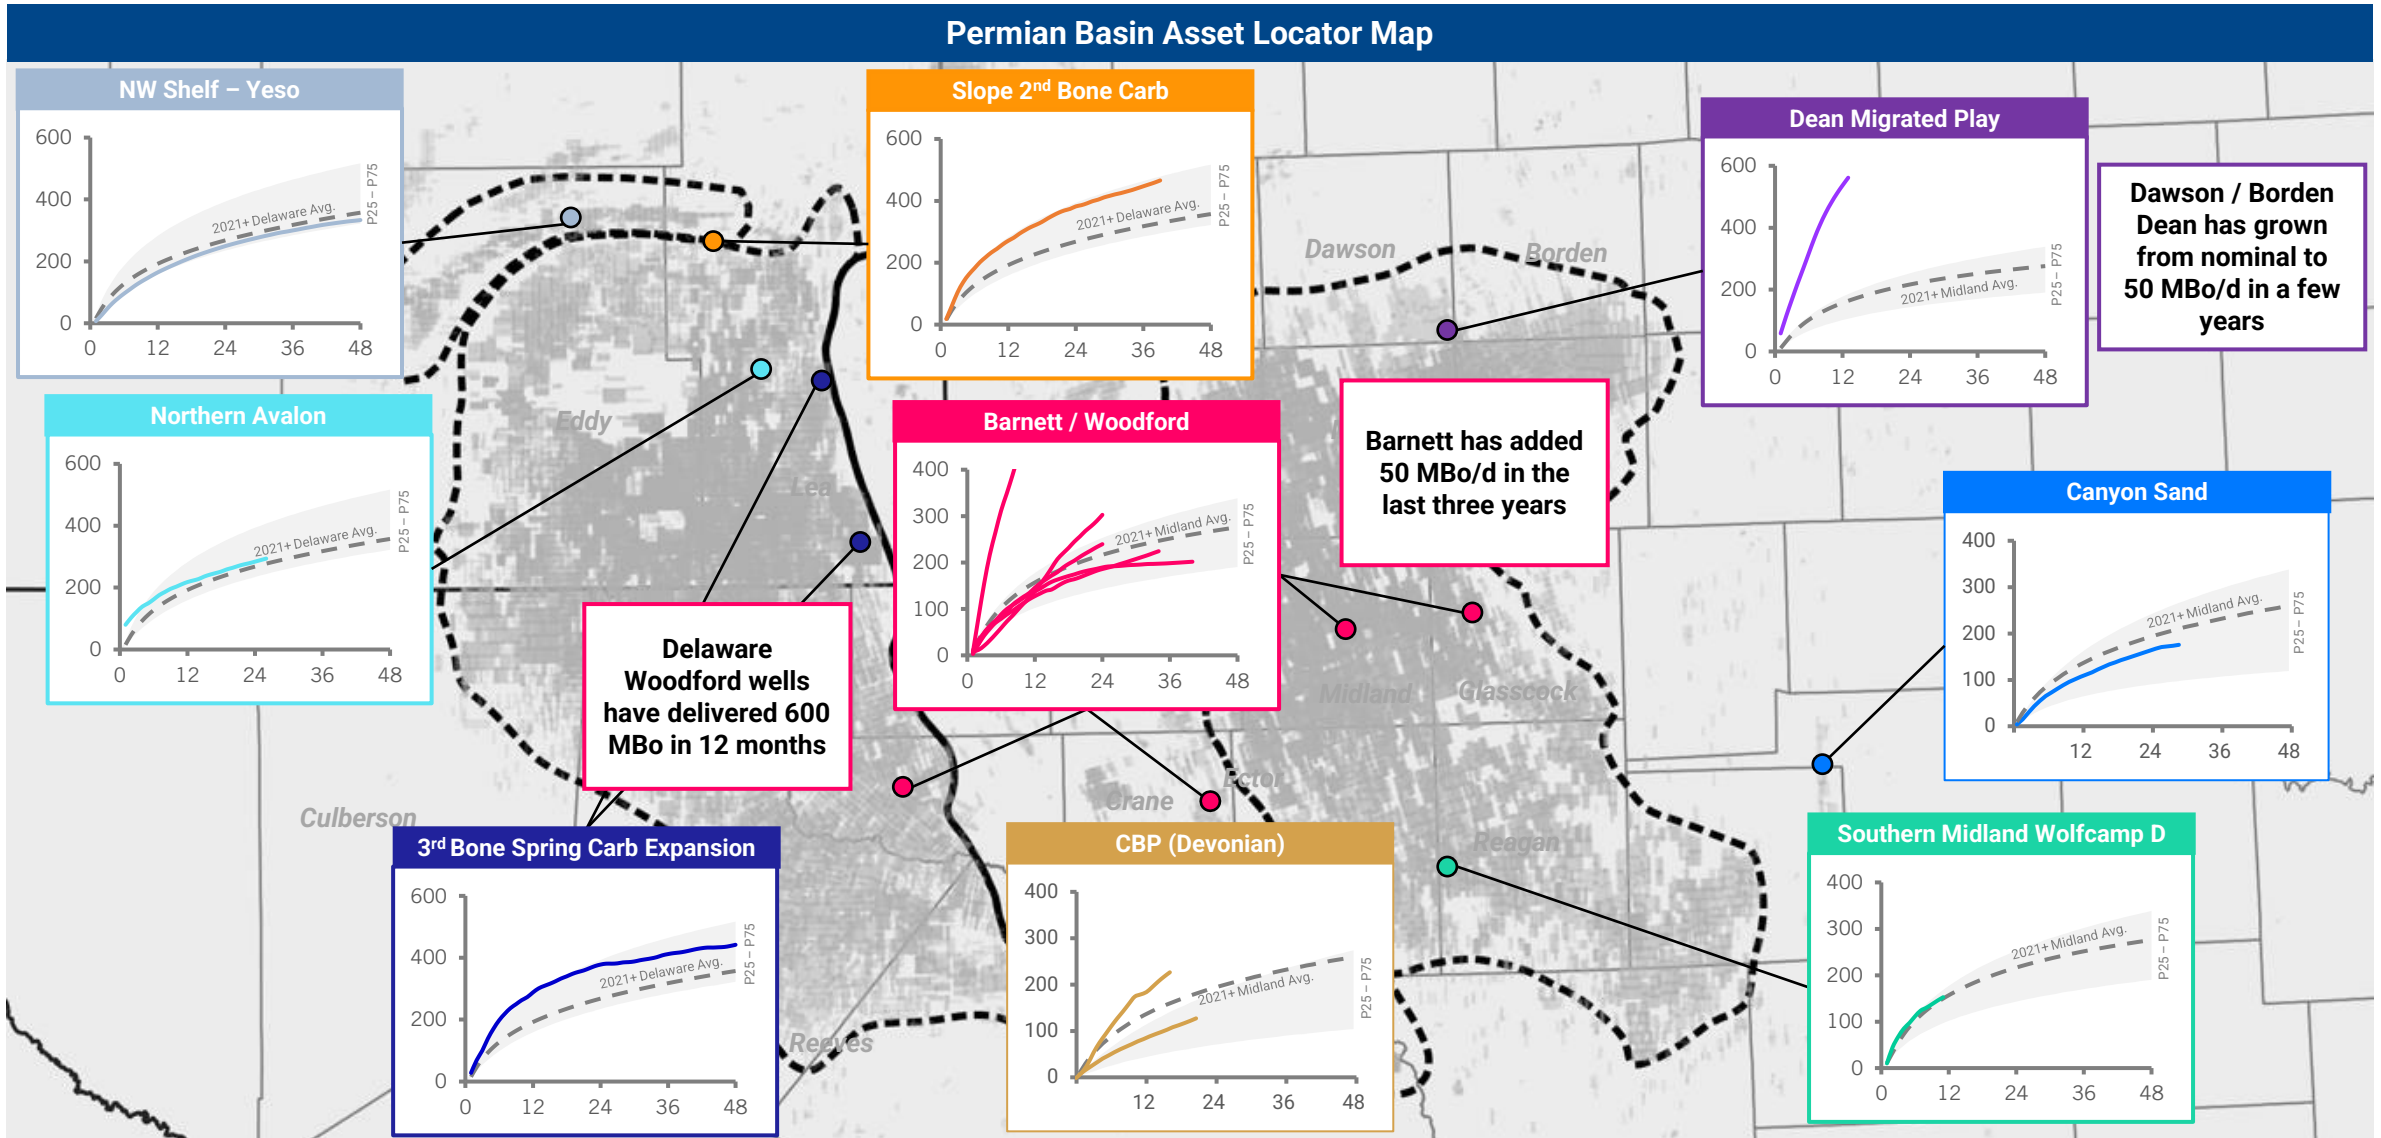 Permian Basin Asset Locator Map
NW Shelf – Yeso
600
400
200
0
0 12 24 36 48
2021+ Delaware Avg.
P25 – P75
Slope 2nd Bone Carb
600
400
200
0
0 12 24 36 48
2021+ Delaware Avg.
P25 – P75
Dean Migrated Play
600
400
200
0
0 12 24 36 48
2021+ Midland Avg.
P25 – P75
Dawson / Borden
Dean has grown
from nominal to
50 MBo/d in a few
years
Dawson
Borden
Northern Avalon
600
400
200
0
0 12 24 36 48
2021+ Delaware Avg.
P25 – P75
Eddy
Lea
Barnett / Woodford
400
300
200
100
0
0 12 24 36 48
2021+ Midland Avg.
P25 – P75
Barnett has added
50 MBo/d in the
last three years
Canyon Sand
400
300
200
100
0
12 24 36 48
2021+ Midland Avg.
P25 – P75
Delaware
Woodford wells
have delivered 600
MBo in 12 months
Midland
Glasscock
Ector
Crane
Culberson
Reagan
Reeves
3rd Bone Spring Carb Expansion
600
400
200
0
0 12 24 36 48
2021+ Delaware Avg.
P25 – P75
CBP (Devonian)
400
300
200
100
0
12 24 36 48
2021+ Midland Avg.
P25 – P75
Southern Midland Wolfcamp D
400
300
200
100
0
0 12 24 36 48
2021+ Midland Avg.
P25 – P75